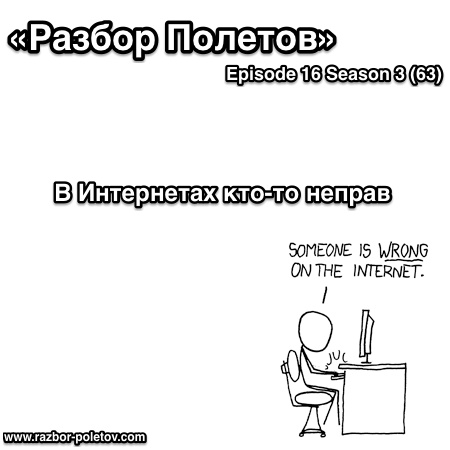 «Разбор Полетов»
Episode 16 Season 3 (63)
В Интернетах кто-то неправ
SOMEONE IS WRONG
ON THE INTERNET.
www.razbor-poletov.com